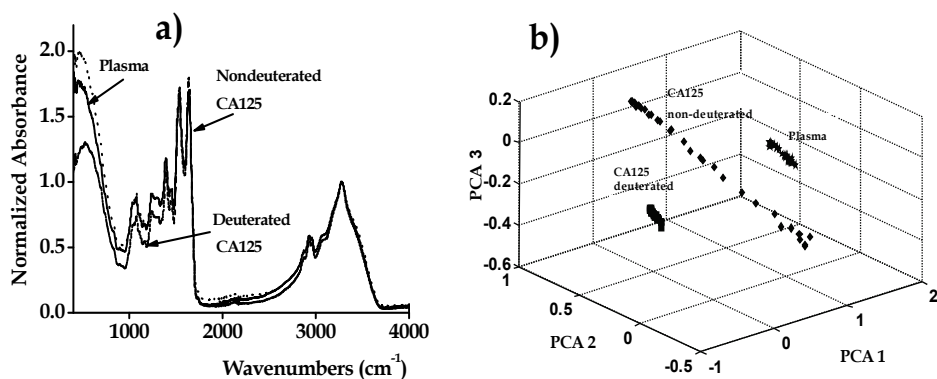 a)
Normalized Absorbance
2.0
1.5
1.0
0.5
0.0
Plasma
Nondeuterated
CA125
Deuterated
CA125
1000
2000
3000
4000
Wavenumbers (cm⁻¹)
b)
PCA 3
0.2
0
-0.2
-0.4
-0.6
CA125
non-deuterated
Plasma
CA125
deuterated
1
0.5
0
-0.5
PCA 2
-1
0
1
2
PCA 1